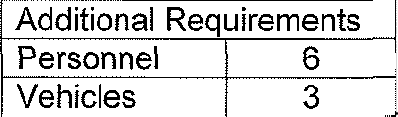 Additional Requirements
Personnel 6
Vehicles 3